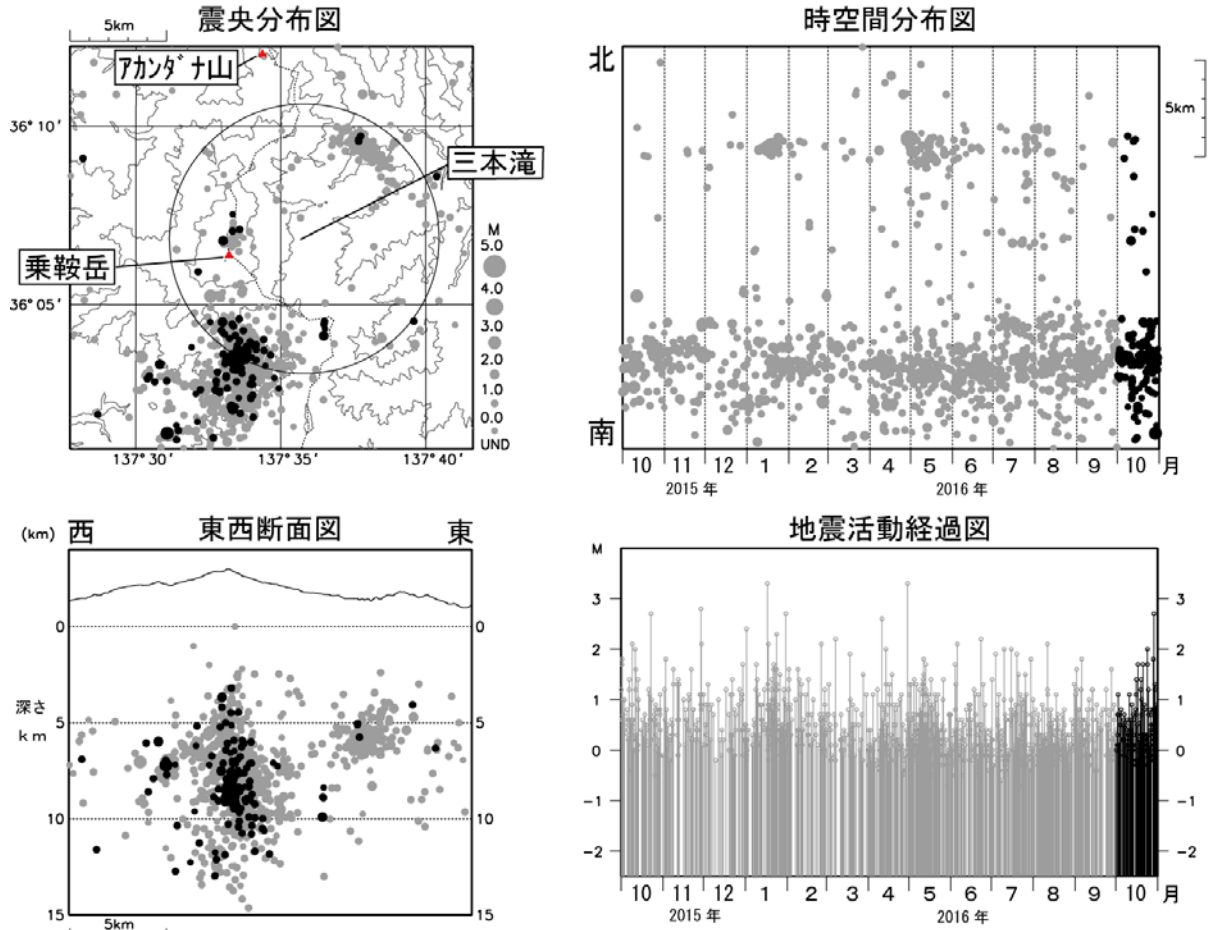 震央分布図
5km
アカンダナ山
36° 10′
三本滝
乗鞍岳
36° 05′
M
5.0
4.0
3.0
2.0
1.0
0.0
UND
137°30′ 137°35′ 137°40′
時空間分布図
北
5km
南
10 11 12 1 2 3 4 5 6 7 8 9 10 月
2015 年 2016 年
東西断面図
(km) 西 東
0 0
深さ
km
5 5
10 10
15 15
5km
地震活動経過図
M
3 3
2 2
1 1
0 0
-1 -1
-2 -2
10 11 12 1 2 3 4 5 6 7 8 9 10 月
2015 年 2016 年